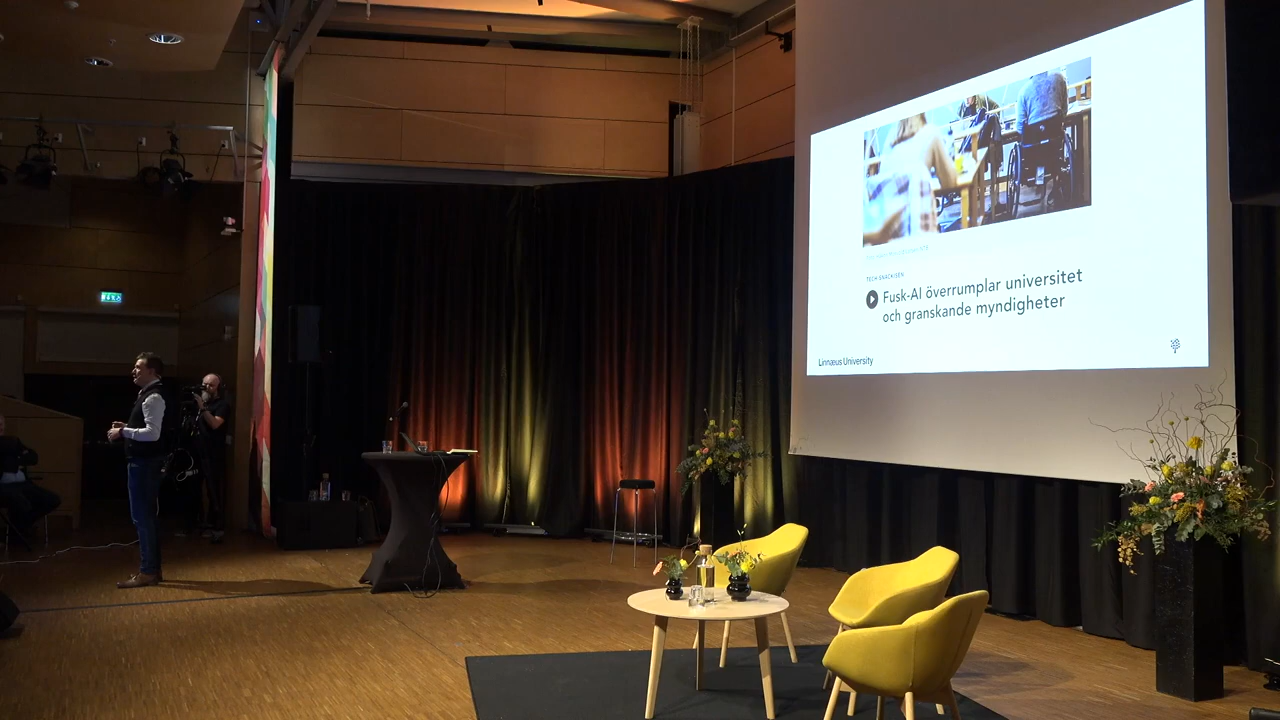 TECH-SNACKISEN
Fusk-AI överrumplar universitet
och granskande myndigheter
Linnæus University